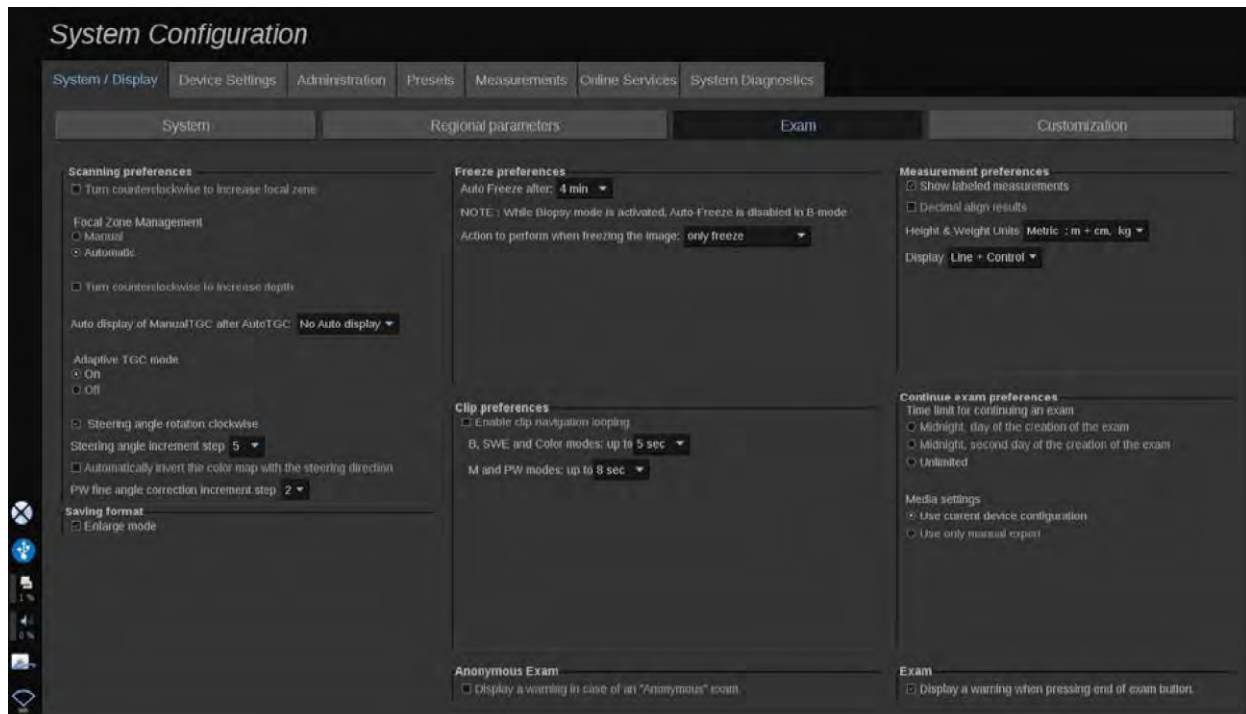 System Configuration
System / Display Device Settings Administration Presets Measurements Online Services System Diagnostics
System Regional parameters Exam Customization
Scanning preferences
Turn counterclockwise to increase focal zone
Focal Zone Management
Manual
Automatic
Turn counterclockwise to increase depth
Auto display of ManualTGC after AutoTGC: No Auto display
Adaptive TGC mode
On
Off
Steering angle rotation clockwise
Steering angle increment step 5
Automatically invert the color map with the steering direction
PW fine angle correction increment step 2
Saving format
Enlarge mode
Freeze preferences
Auto Freeze after: 4 min
NOTE : While Biopsy mode is activated, Auto-Freeze is disabled in B-mode
Action to perform when freezing the image: only freeze
Clip preferences
Enable clip navigation looping
B, SWE and Color modes: up to 5 sec
M and PW modes: up to 8 sec
Anonymous Exam
Display a warning in case of an "Anonymous" exam
Measurement preferences
Show labeled measurements
Decimal align results
Height & Weight Units Metric : m + cm, kg
Display Line + Control
Continue exam preferences
Time limit for continuing an exam
Midnight, day of the creation of the exam
Midnight, second day of the creation of the exam
Unlimited
Media settings
Use current device configuration
Use only manual export
Exam
Display a warning when pressing end of exam button.
1 %
0 %